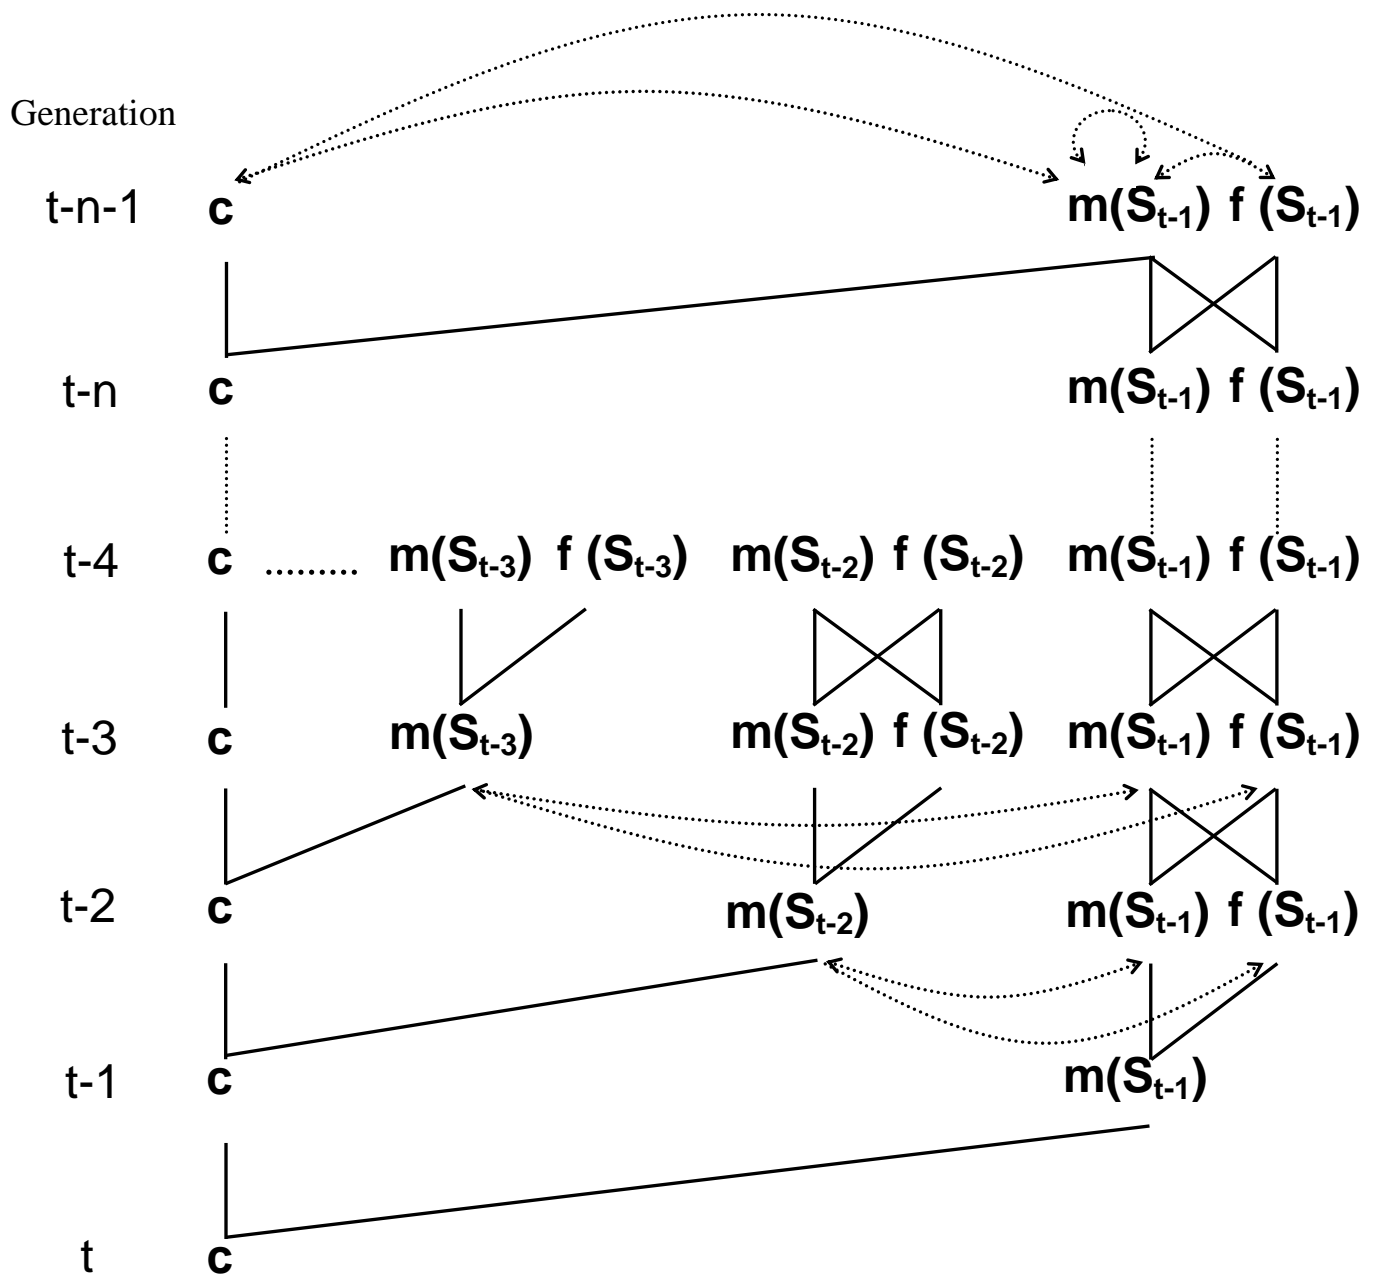 Generation
t-n-1 c m(St-1) f (St-1)
t-n c m(St-1) f (St-1)
t-4 c ......... m(St-3) f (St-3) m(St-2) f (St-2) m(St-1) f (St-1)
t-3 c m(St-3) m(St-2) f (St-2) m(St-1) f (St-1)
t-2 c m(St-2) m(St-1) f (St-1)
t-1 c m(St-1)
t c